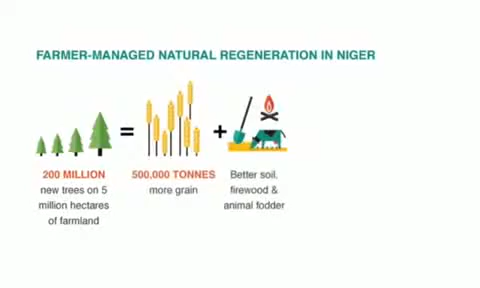 FARMER-MANAGED NATURAL REGENERATION IN NIGER
=
+
200 MILLION
new trees on 5
million hectares
of farmland
500,000 TONNES
more grain
Better soil,
firewood &
animal fodder